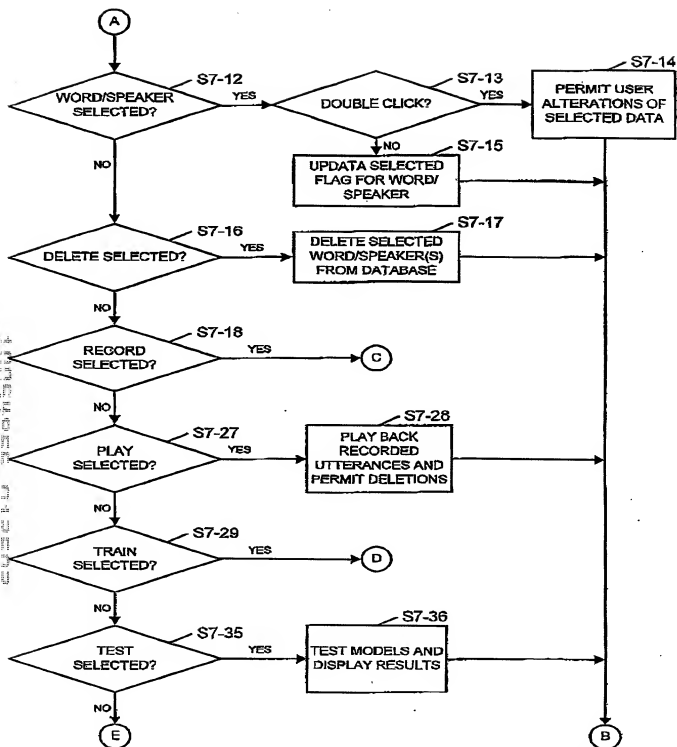 A
S7-12
WORD/SPEAKER
SELECTED?
YES
NO
S7-13
DOUBLE CLICK?
YES
NO
S7-14
PERMIT USER
ALTERATIONS OF
SELECTED DATA
S7-15
UPDATA SELECTED
FLAG FOR WORD/
SPEAKER
S7-16
DELETE SELECTED?
YES
NO
S7-17
DELETE SELECTED
WORD/SPEAKER(S)
FROM DATABASE
S7-18
RECORD
SELECTED?
YES
C
NO
S7-27
PLAY
SELECTED?
YES
NO
S7-28
PLAY BACK
RECORDED
UTTERANCES AND
PERMIT DELETIONS
S7-29
TRAIN
SELECTED?
YES
D
NO
S7-35
TEST
SELECTED?
YES
NO
S7-36
TEST MODELS AND
DISPLAY RESULTS
E
B